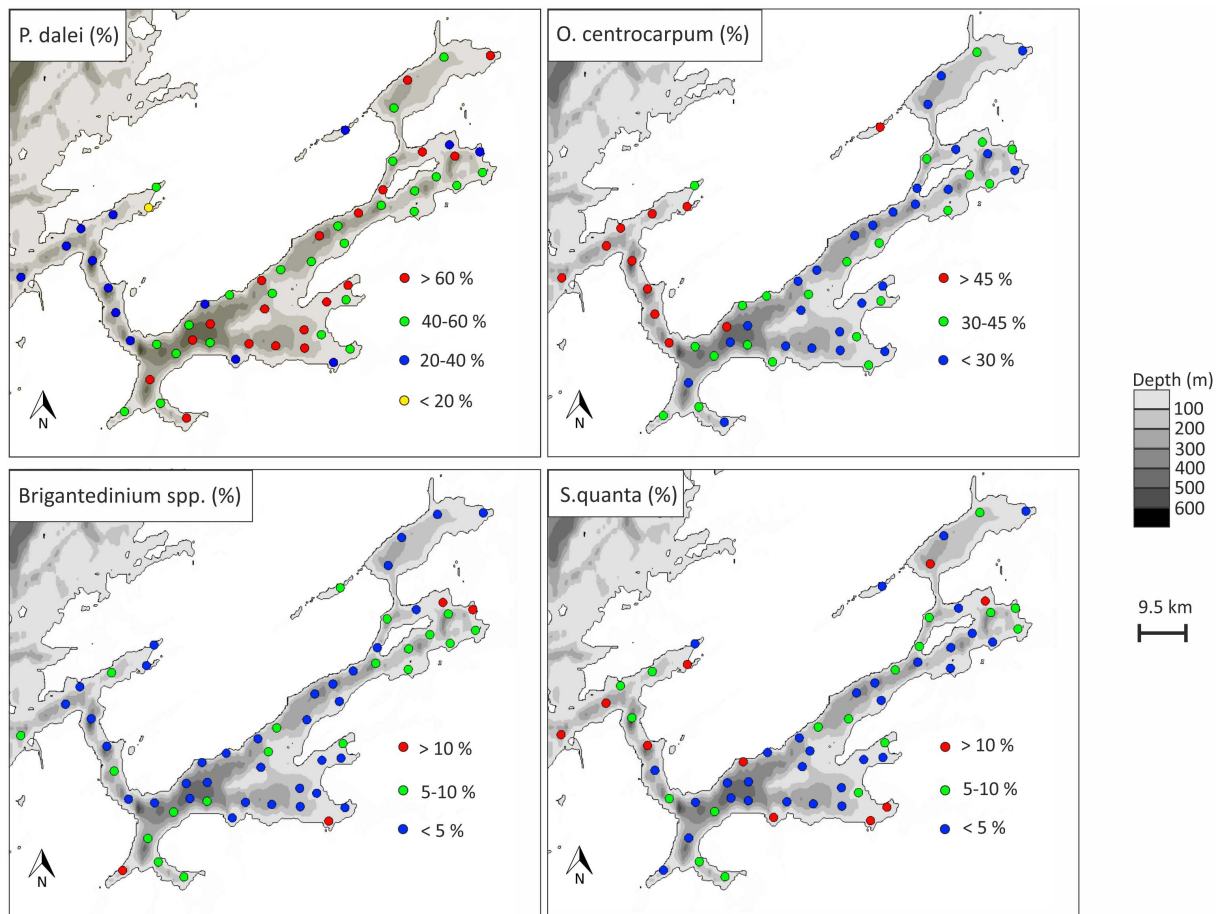 P. dalei (%)
> 60 %
40-60 %
20-40 %
< 20 %
N
O. centrocarpum (%)
> 45 %
30-45 %
< 30 %
N
Depth (m)
100
200
300
400
500
600
9.5 km
Brigantedinium spp. (%)
> 10 %
5-10 %
< 5 %
N
S.quanta (%)
> 10 %
5-10 %
< 5 %
N